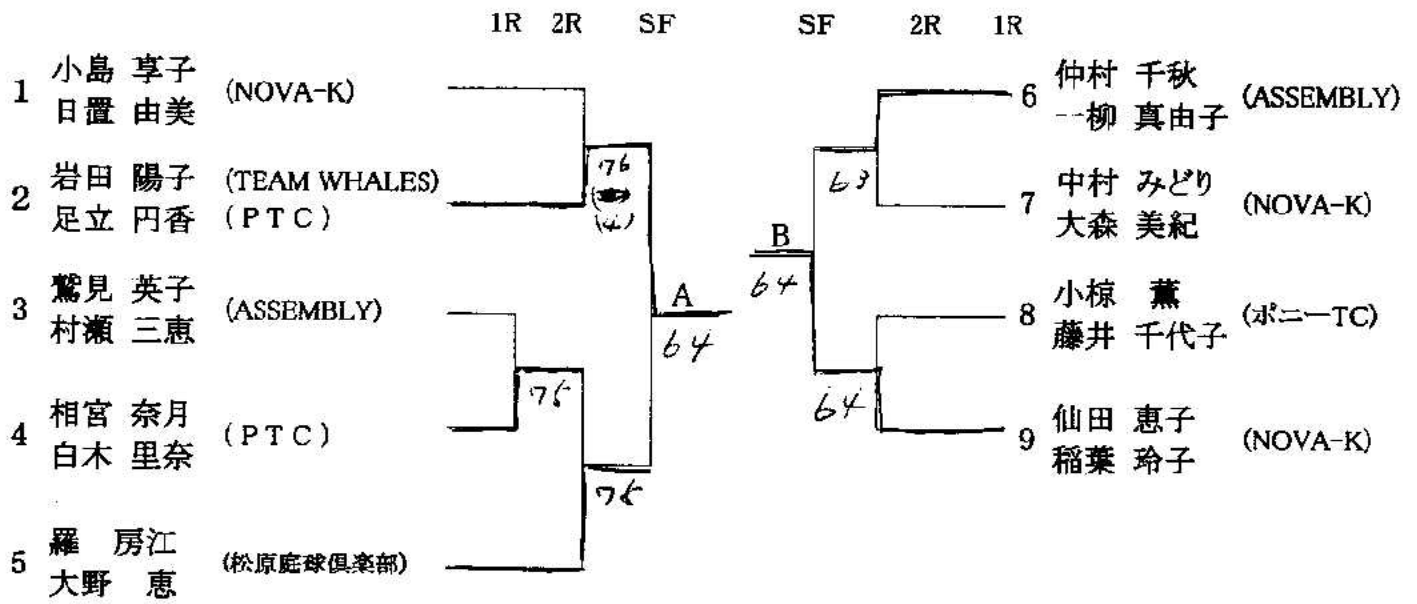 1R 2R SF SF 2R 1R
1 小島 享子 (NOVA-K)
日置 由美
2 岩田 陽子 (TEAM WHALES)
足立 円香 (PTC)
3 鷲見 英子 (ASSEMBLY)
村瀬 三恵
4 相宮 奈月 (PTC)
白木 里奈
5 羅 房江 (松原庭球倶楽部)
大野 恵
76
(4)
75
75
A
64
B
64
63
64
6 仲村 千秋 (ASSEMBLY)
一柳 真由子
7 中村 みどり (NOVA-K)
大森 美紀
8 小椋 薫 (ポニーTC)
藤井 千代子
9 仙田 恵子 (NOVA-K)
稲葉 玲子